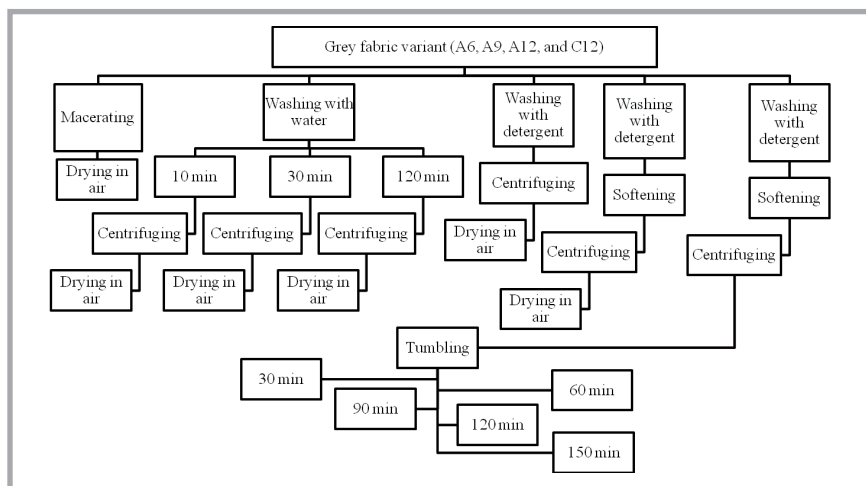 Grey fabric variant (A6, A9, A12, and C12)
Macerating
Drying in
air
Washing with
water
10 min
Centrifuging
Drying in
air
30 min
Centrifuging
Drying in
air
120 min
Centrifuging
Drying in
air
Washing
with
detergent
Centrifuging
Drying in
air
Washing
with
detergent
Softening
Centrifuging
Drying in
air
Washing
with
detergent
Softening
Centrifuging
Tumbling
30 min
60 min
90 min
120 min
150 min